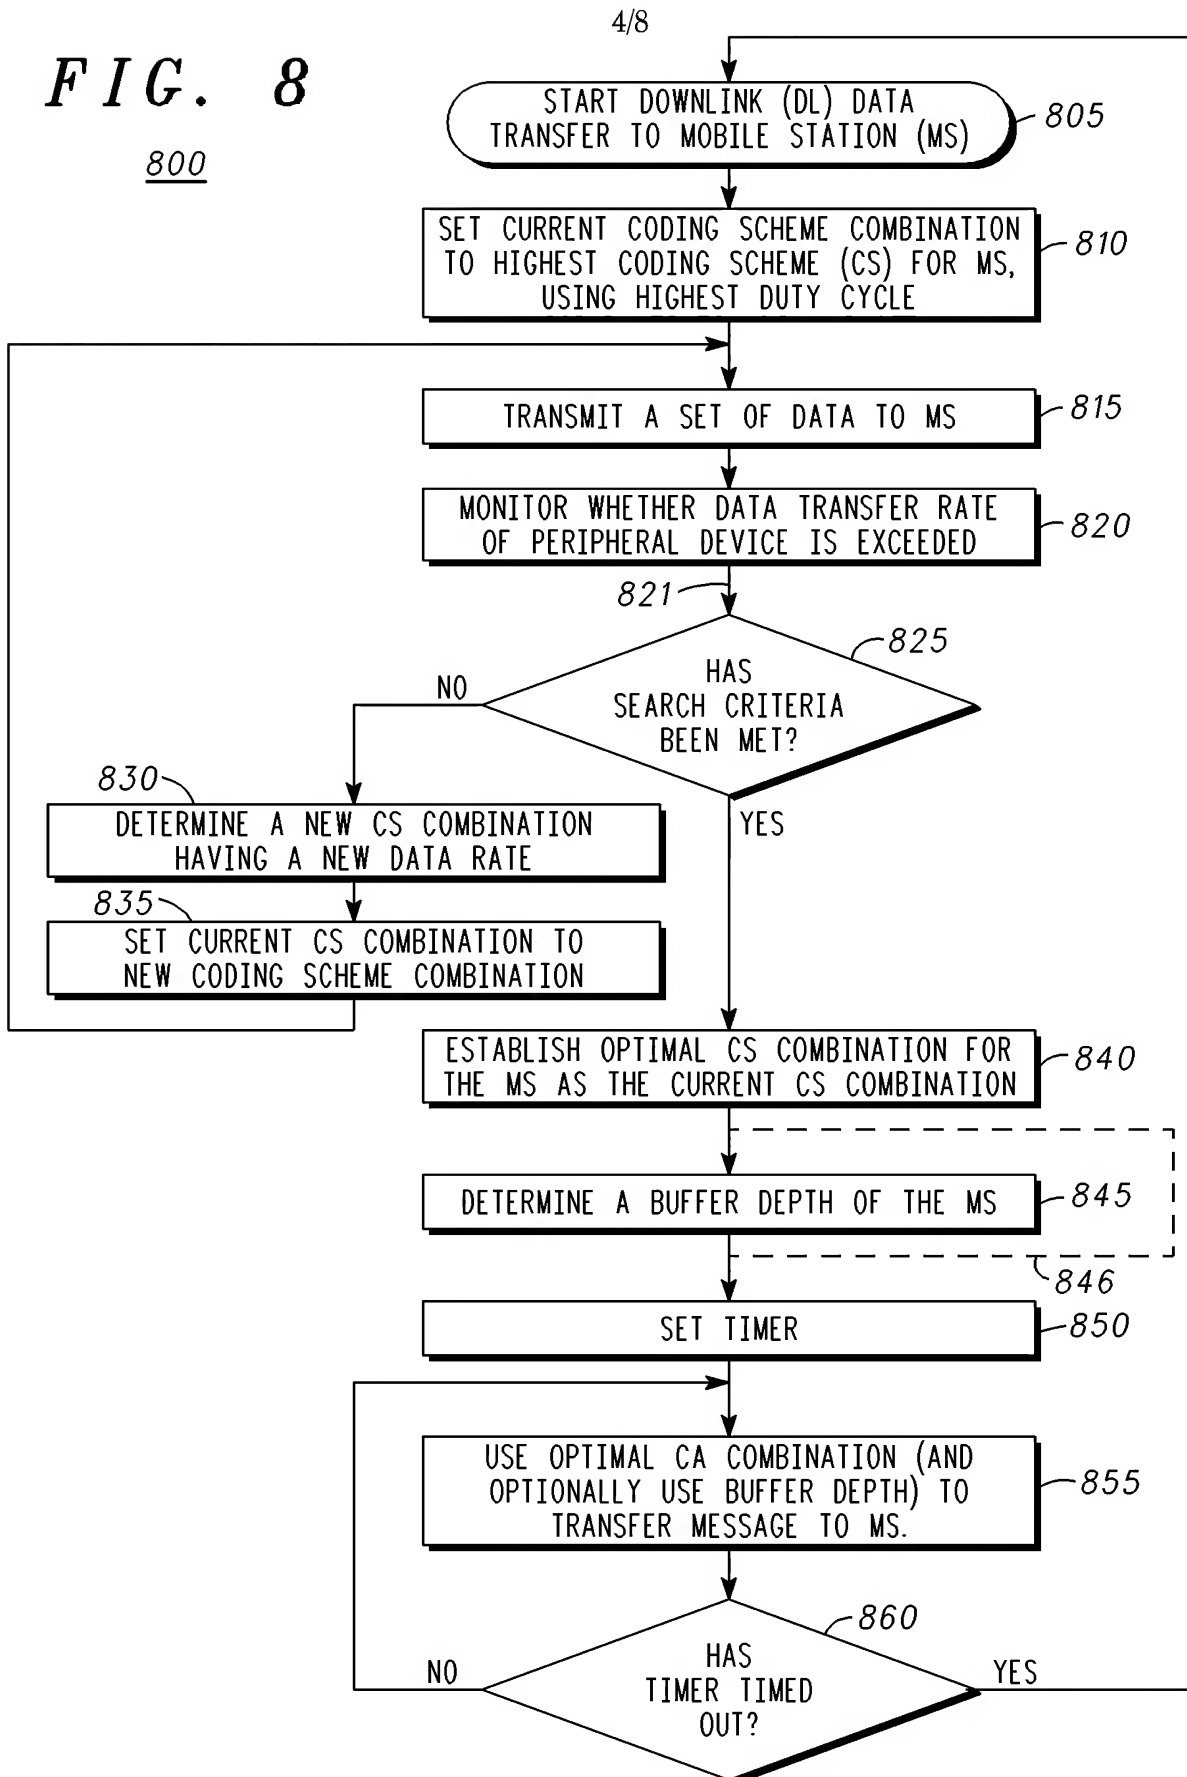 4/8
FIG. 8
800
START DOWNLINK (DL) DATA
TRANSFER TO MOBILE STATION (MS)
805
SET CURRENT CODING SCHEME COMBINATION
TO HIGHEST CODING SCHEME (CS) FOR MS,
USING HIGHEST DUTY CYCLE
810
TRANSMIT A SET OF DATA TO MS
815
MONITOR WHETHER DATA TRANSFER RATE
OF PERIPHERAL DEVICE IS EXCEEDED
820
821
HAS
SEARCH CRITERIA
BEEN MET?
825
NO
YES
830
DETERMINE A NEW CS COMBINATION
HAVING A NEW DATA RATE
835
SET CURRENT CS COMBINATION TO
NEW CODING SCHEME COMBINATION
ESTABLISH OPTIMAL CS COMBINATION FOR
THE MS AS THE CURRENT CS COMBINATION
840
DETERMINE A BUFFER DEPTH OF THE MS
845
846
SET TIMER
850
USE OPTIMAL CA COMBINATION (AND
OPTIONALLY USE BUFFER DEPTH) TO
TRANSFER MESSAGE TO MS.
855
HAS
TIMER TIMED
OUT?
860
NO
YES